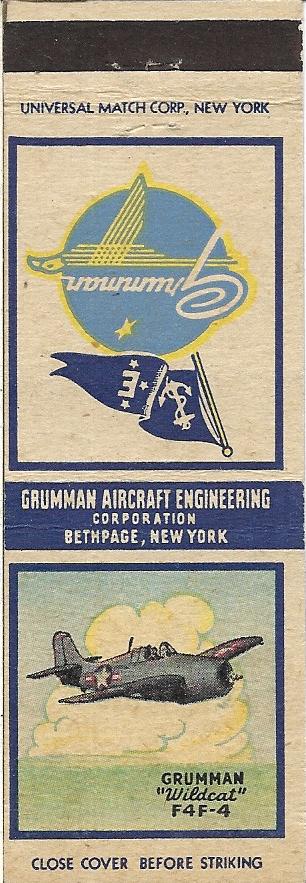 UNIVERSAL MATCH CORP., NEW YORK
Grumman
E
GRUMMAN AIRCRAFT ENGINEERING
CORPORATION
BETHPAGE, NEW YORK
GRUMMAN
"Wildcat"
F4F-4
CLOSE COVER BEFORE STRIKING